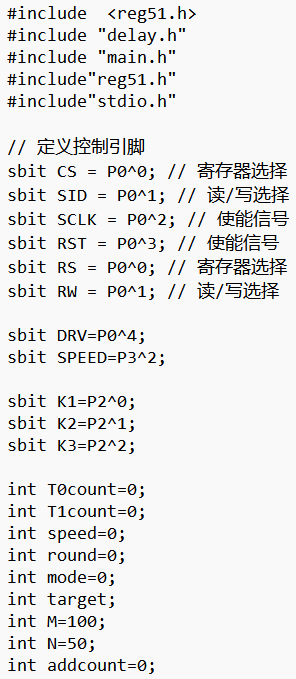 #include  <reg51.h>
#include "delay.h"
#include "main.h"
#include"reg51.h"
#include"stdio.h"
// 定义控制引脚
sbit CS = P0^0; // 寄存器选择
sbit SID = P0^1; // 读/写选择
sbit SCLK = P0^2; // 使能信号
sbit RST = P0^3; // 使能信号
sbit RS = P0^0; // 寄存器选择
sbit RW = P0^1; // 读/写选择
sbit DRV=P0^4;
sbit SPEED=P3^2;
sbit K1=P2^0;
sbit K2=P2^1;
sbit K3=P2^2;
int T0count=0;
int T1count=0;
int speed=0;
int round=0;
int mode=0;
int target;
int M=100;
int N=50;
int addcount=0;